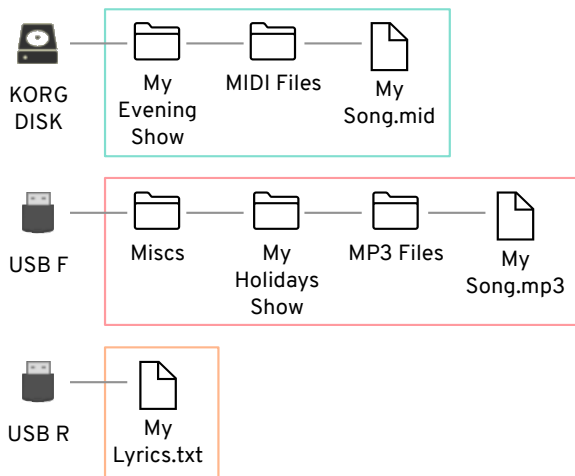 KORG
DISK
My
Evening
Show
MIDI Files
My
Song.mid
USB F
Miscs
My
Holidays
Show
MP3 Files
My
Song.mp3
USB R
My
Lyrics.txt